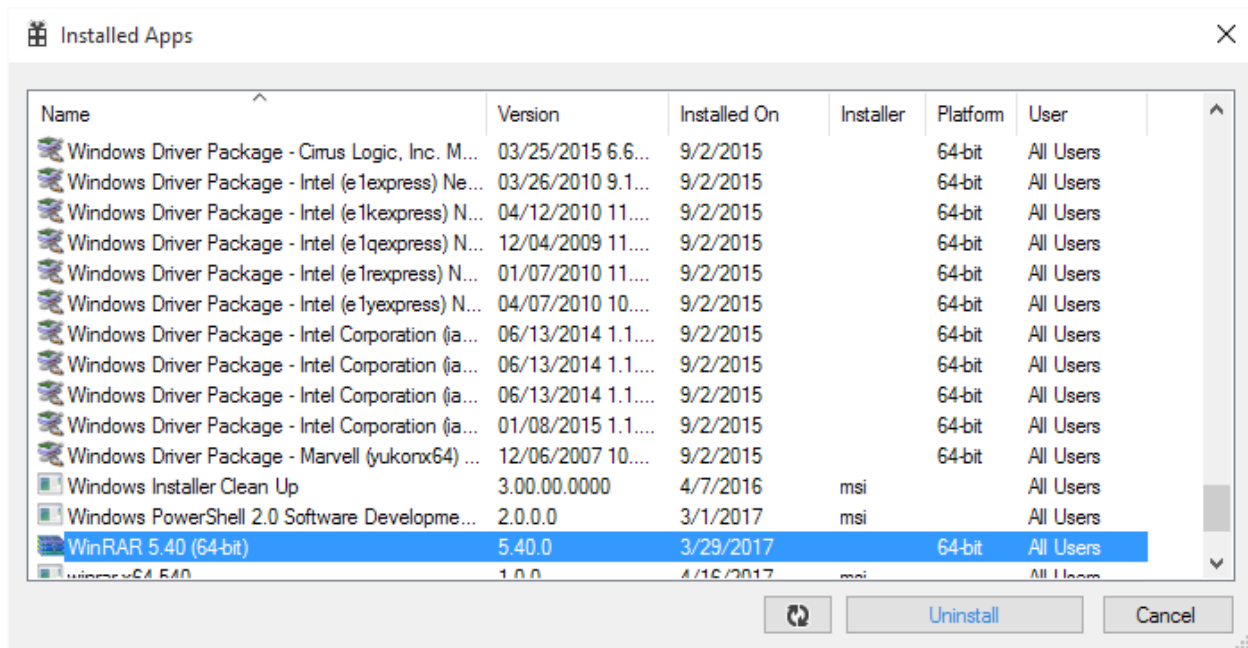 Installed Apps
Name Version Installed On Installer Platform User
Windows Driver Package - Cirrus Logic, Inc. M... 03/25/2015 6.6... 9/2/2015 64-bit All Users
Windows Driver Package - Intel (e1express) Ne... 03/26/2010 9.1... 9/2/2015 64-bit All Users
Windows Driver Package - Intel (e1kexpress) N... 04/12/2010 11.... 9/2/2015 64-bit All Users
Windows Driver Package - Intel (e1qexpress) N... 12/04/2009 11.... 9/2/2015 64-bit All Users
Windows Driver Package - Intel (e1rexpress) N... 01/07/2010 11.... 9/2/2015 64-bit All Users
Windows Driver Package - Intel (e1yexpress) N... 04/07/2010 10.... 9/2/2015 64-bit All Users
Windows Driver Package - Intel Corporation (ia... 06/13/2014 1.1.... 9/2/2015 64-bit All Users
Windows Driver Package - Intel Corporation (ia... 06/13/2014 1.1.... 9/2/2015 64-bit All Users
Windows Driver Package - Intel Corporation (ia... 06/13/2014 1.1.... 9/2/2015 64-bit All Users
Windows Driver Package - Intel Corporation (ia... 01/08/2015 1.1.... 9/2/2015 64-bit All Users
Windows Driver Package - Marvell (yukonx64) ... 12/06/2007 10.... 9/2/2015 64-bit All Users
Windows Installer Clean Up 3.00.00.0000 4/7/2016 msi All Users
Windows PowerShell 2.0 Software Developme... 2.0.0.0 3/1/2017 msi All Users
WinRAR 5.40 (64-bit) 5.40.0 3/29/2017 64-bit All Users
1.0.0 4/16/2017 msi All Users
Uninstall Cancel